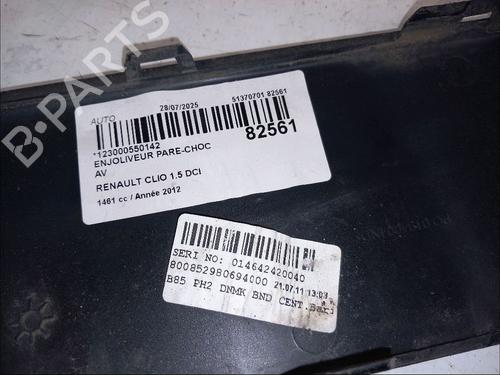 B-PARTS
AUTO
28/07/2025
51370701 82561
*123000550142
82561
ENJOLIVEUR PARE-CHOC
AV
RENAULT CLIO 1.5 DCI
1461 cc / Année 2012
SERI NO: 014642420040
800852980694000 21.07.11 13:03
B85 PH2 DNMK BND CENT.Bari